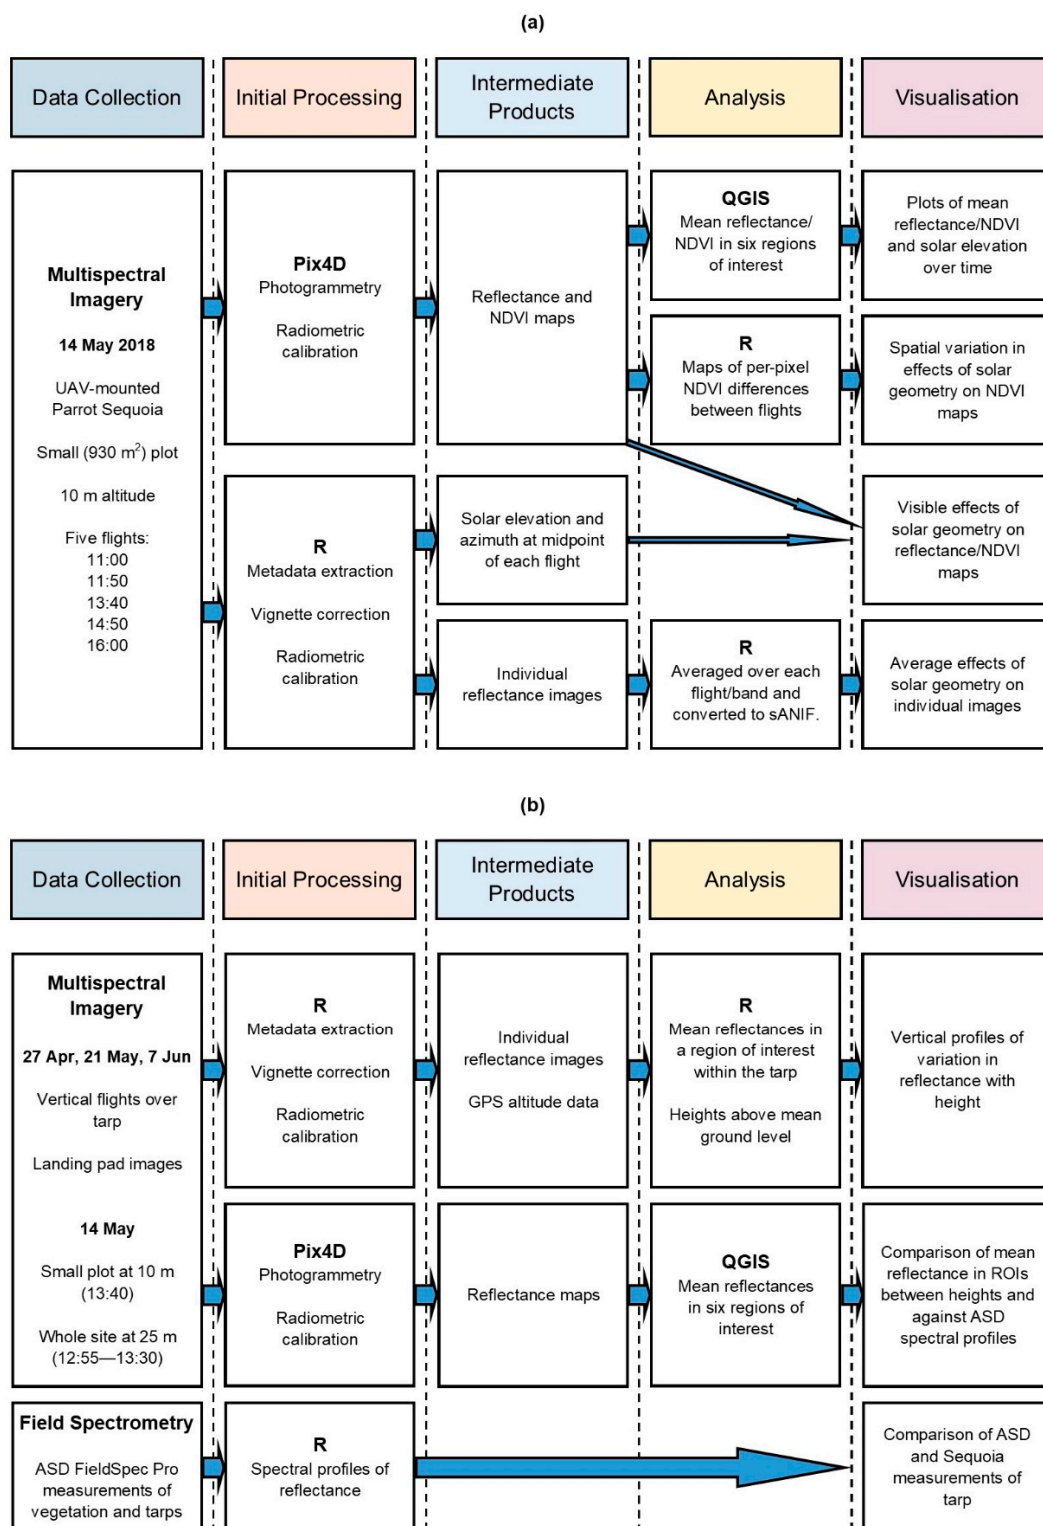 (a)
Data Collection
Initial Processing
Intermediate
Products
Analysis
Visualisation
Multispectral
Imagery
14 May 2018
UAV-mounted
Parrot Sequoia
Small (930 m²) plot
10 m altitude
Five flights:
11:00
11:50
13:40
14:50
16:00
Pix4D
Photogrammetry
Radiometric
calibration
R
Metadata extraction
Vignette correction
Radiometric
calibration
Reflectance and
NDVI maps
Solar elevation and
azimuth at midpoint
of each flight
Individual
reflectance images
QGIS
Mean reflectance/
NDVI in six regions
of interest
R
Maps of per-pixel
NDVI differences
between flights
R
Averaged over each
flight/band and
converted to sANIF.
Plots of mean
reflectance/NDVI
and solar elevation
over time
Spatial variation in
effects of solar
geometry on NDVI
maps
Visible effects of
solar geometry on
reflectance/NDVI
maps
Average effects of
solar geometry on
individual images
(b)
Data Collection
Initial Processing
Intermediate
Products
Analysis
Visualisation
Multispectral
Imagery
27 Apr, 21 May, 7 Jun
Vertical flights over
tarp
Landing pad images
14 May
Small plot at 10 m
(13:40)
Whole site at 25 m
(12:55—13:30)
R
Metadata extraction
Vignette correction
Radiometric
calibration
Pix4D
Photogrammetry
Radiometric
calibration
Individual
reflectance images
GPS altitude data
Reflectance maps
R
Mean reflectances in
a region of interest
within the tarp
Heights above mean
ground level
QGIS
Mean reflectances
in six regions of
interest
Vertical profiles of
variation in
reflectance with
height
Comparison of mean
reflectance in ROIs
between heights and
against ASD
spectral profiles
Field Spectrometry
ASD FieldSpec Pro
measurements of
vegetation and tarps
R
Spectral profiles of
reflectance
Comparison of ASD
and Sequoia
measurements of
tarp